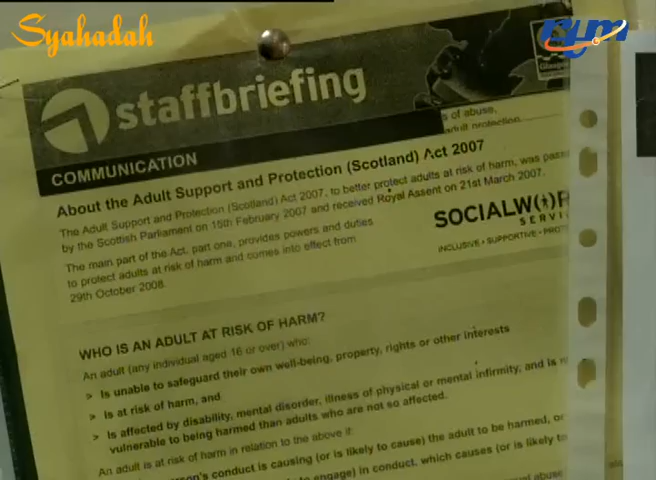 Syahadah
staffbriefing
COMMUNICATION
s of abuse,
adult protection
About the Adult Support and Protection (Scotland) Act 2007
The Adult Support and Protection (Scotland) Act 2007, to better protect adults at risk of harm, was pass
by the Scottish Parliament on 15th February 2007 and received Royal Assent on 21st March 2007.
The main part of the Act, part one, provides powers and duties
to protect adults at risk of harm and comes into effect from
29th October 2008.
SOCIALW
SERVI
INCLUSIVE • SUPPORTIVE • PROT
WHO IS AN ADULT AT RISK OF HARM?
An adult (any individual aged 16 or over) who:
> Is unable to safeguard their own well-being, property, rights or other interests
> Is at risk of harm, and
> Is affected by disability, mental disorder, illness of physical or mental infirmity, and is
vulnerable to being harmed than adults who are not so affected.
An adult is at risk of harm in relation to the above if:
son's conduct is causing (or is likely to cause) the adult to be harmed, or
engage) in conduct, which causes (or is likely to
ual abuse